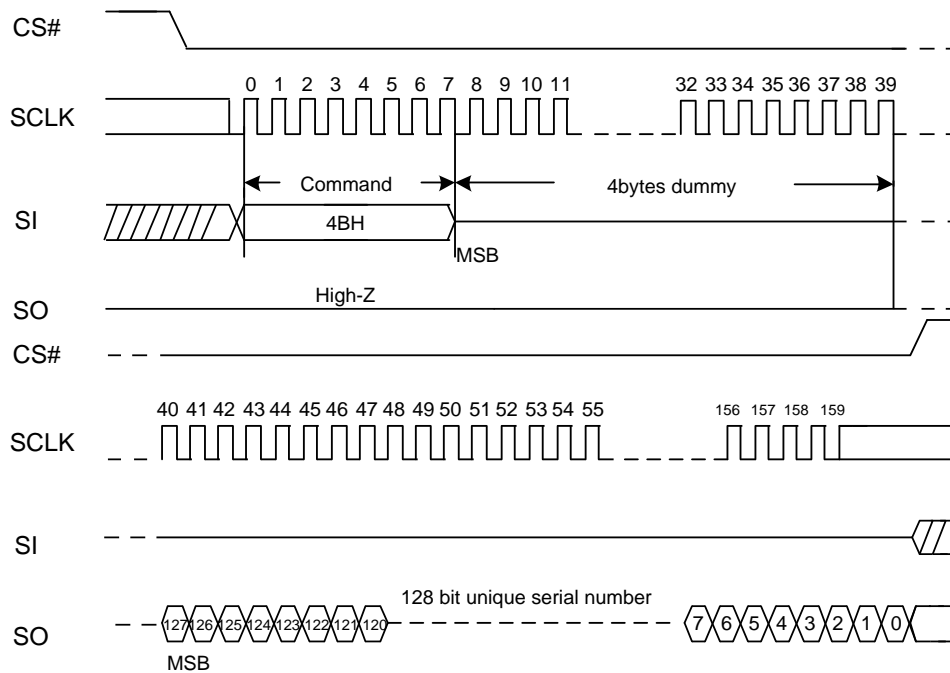 CS#
0 1 2 3 4 5 6 7 8 9 10 11 32 33 34 35 36 37 38 39
SCLK
Command 4bytes dummy
SI 4BH
MSB
High-Z
SO
CS#
40 41 42 43 44 45 46 47 48 49 50 51 52 53 54 55 156 157 158 159
SCLK
SI
128 bit unique serial number
SO 127 126 125 124 123 122 121 120 7 6 5 4 3 2 1 0
MSB